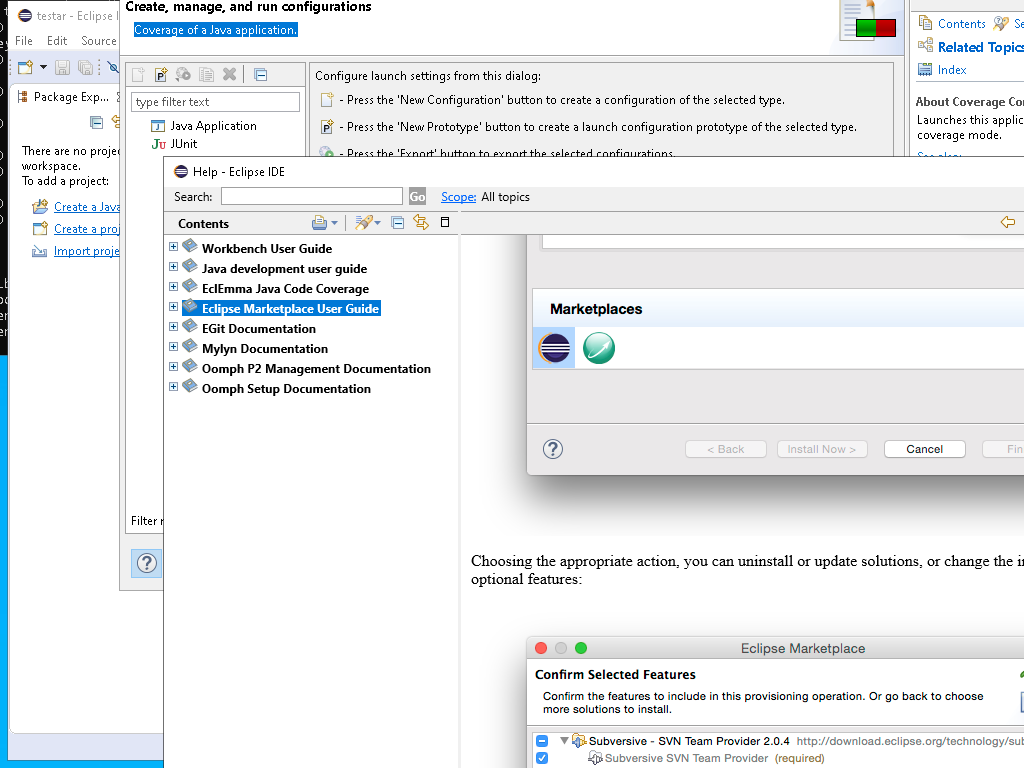 testar - Eclipse I
File Edit Source
Package Exp...
There are no proje
workspace.
To add a project:
Create a Java
Create a proj
Import proje
Create, manage, and run configurations
Coverage of a Java application.
type filter text
Java Application
JUnit
Filter
Configure launch settings from this dialog:
- Press the 'New Configuration' button to create a configuration of the selected type.
- Press the 'New Prototype' button to create a launch configuration prototype of the selected type.
- Press the 'Export' button to export the selected configurations.
Contents Se
Related Topics
Index
About Coverage Co
Launches this applic
coverage mode.
Help - Eclipse IDE
Search: Go Scope: All topics
Contents
Workbench User Guide
Java development user guide
EclEmma Java Code Coverage
Eclipse Marketplace User Guide
EGit Documentation
Mylyn Documentation
Oomph P2 Management Documentation
Oomph Setup Documentation
Marketplaces
< Back Install Now > Cancel Fin
Choosing the appropriate action, you can uninstall or update solutions, or change the i
optional features:
Eclipse Marketplace
Confirm Selected Features
Confirm the features to include in this provisioning operation. Or go back to choose
more solutions to install.
Subversive - SVN Team Provider 2.0.4 http://download.eclipse.org/technology/sub
Subversive SVN Team Provider (required)